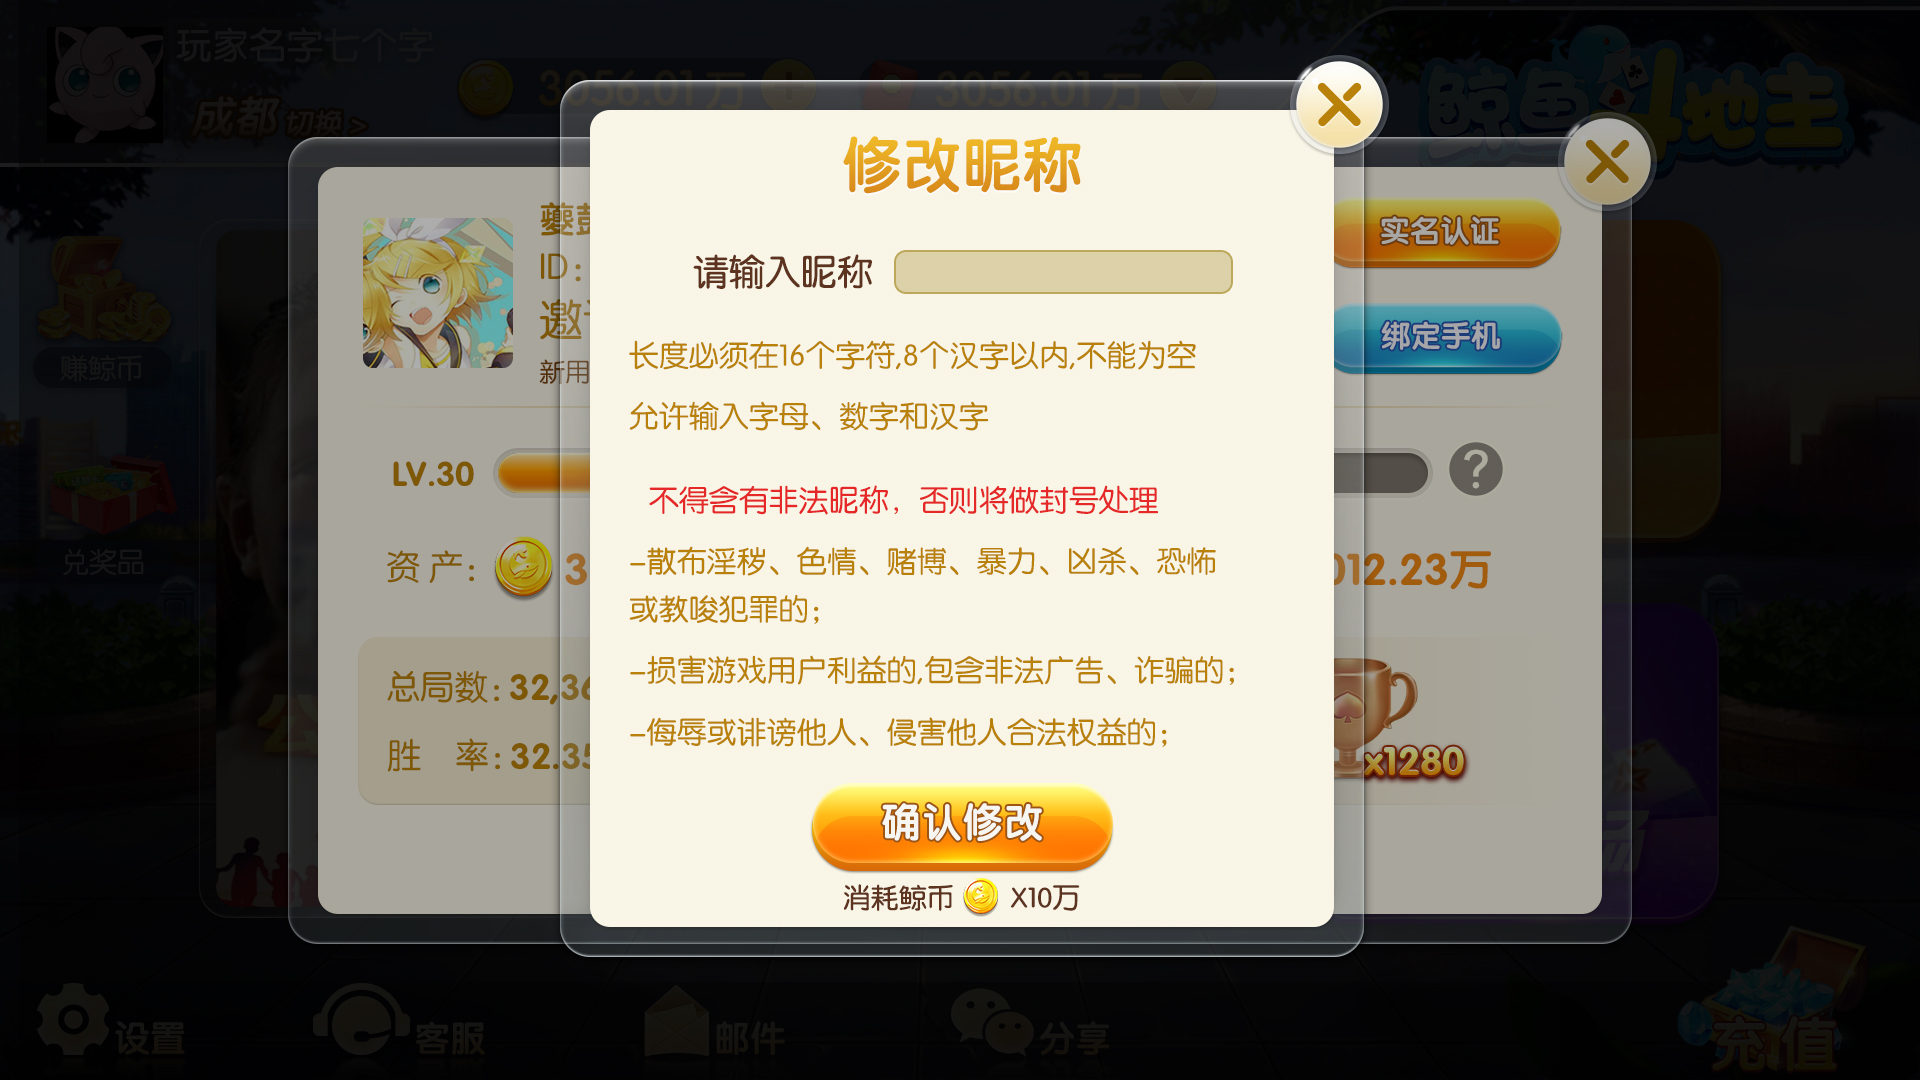 玩家名字七个字
成都 切换 >
3056.01万
3056.01万
鲸鱼斗地主
赚鲸币
兑奖品
ID:
新用
实名认证
绑定手机
LV.30
?
资 产:
3
012.23万
总局数: 32,36
胜 率: 32.35
x1280
修改昵称
请输入昵称
长度必须在16个字符,8个汉字以内,不能为空
允许输入字母、数字和汉字
不得含有非法昵称，否则将做封号处理
-散布淫秽、色情、赌博、暴力、凶杀、恐怖
或教唆犯罪的；
-损害游戏用户利益的,包含非法广告、诈骗的；
-侮辱或诽谤他人、侵害他人合法权益的；
确认修改
消耗鲸币 X10万
设置
客服
邮件
分享
充值